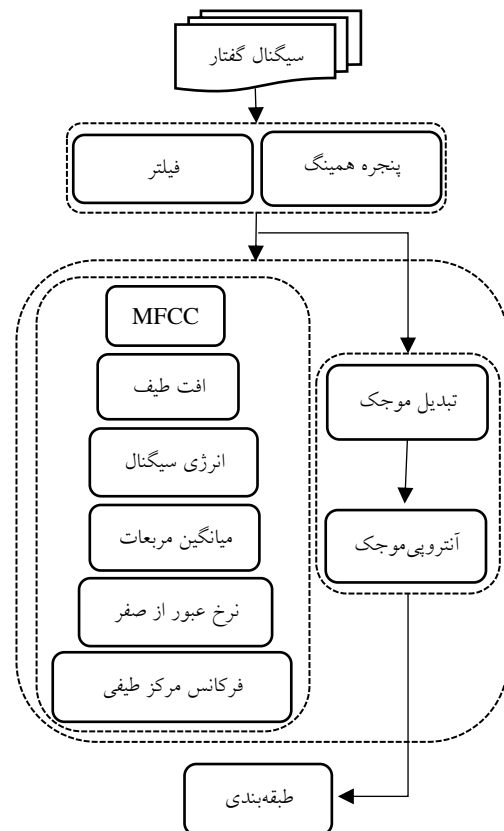 سیگنال گفتار
پنجره همینگ
فیلتر
MFCC
افت طیف
انرژی سیگنال
میانگین مربعات
نرخ عبور از صفر
فرکانس مرکز طیفی
تبدیل موجک
آنتروپی‌موجک
طبقه‌بندی